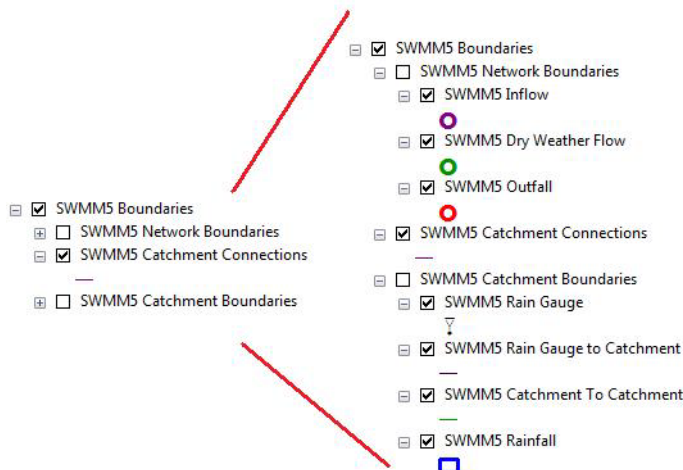 SWMM5 Boundaries
SWMM5 Network Boundaries
SWMM5 Catchment Connections
SWMM5 Catchment Boundaries
SWMM5 Boundaries
SWMM5 Network Boundaries
SWMM5 Inflow
SWMM5 Dry Weather Flow
SWMM5 Outfall
SWMM5 Catchment Connections
SWMM5 Catchment Boundaries
SWMM5 Rain Gauge
SWMM5 Rain Gauge to Catchment
SWMM5 Catchment To Catchment
SWMM5 Rainfall